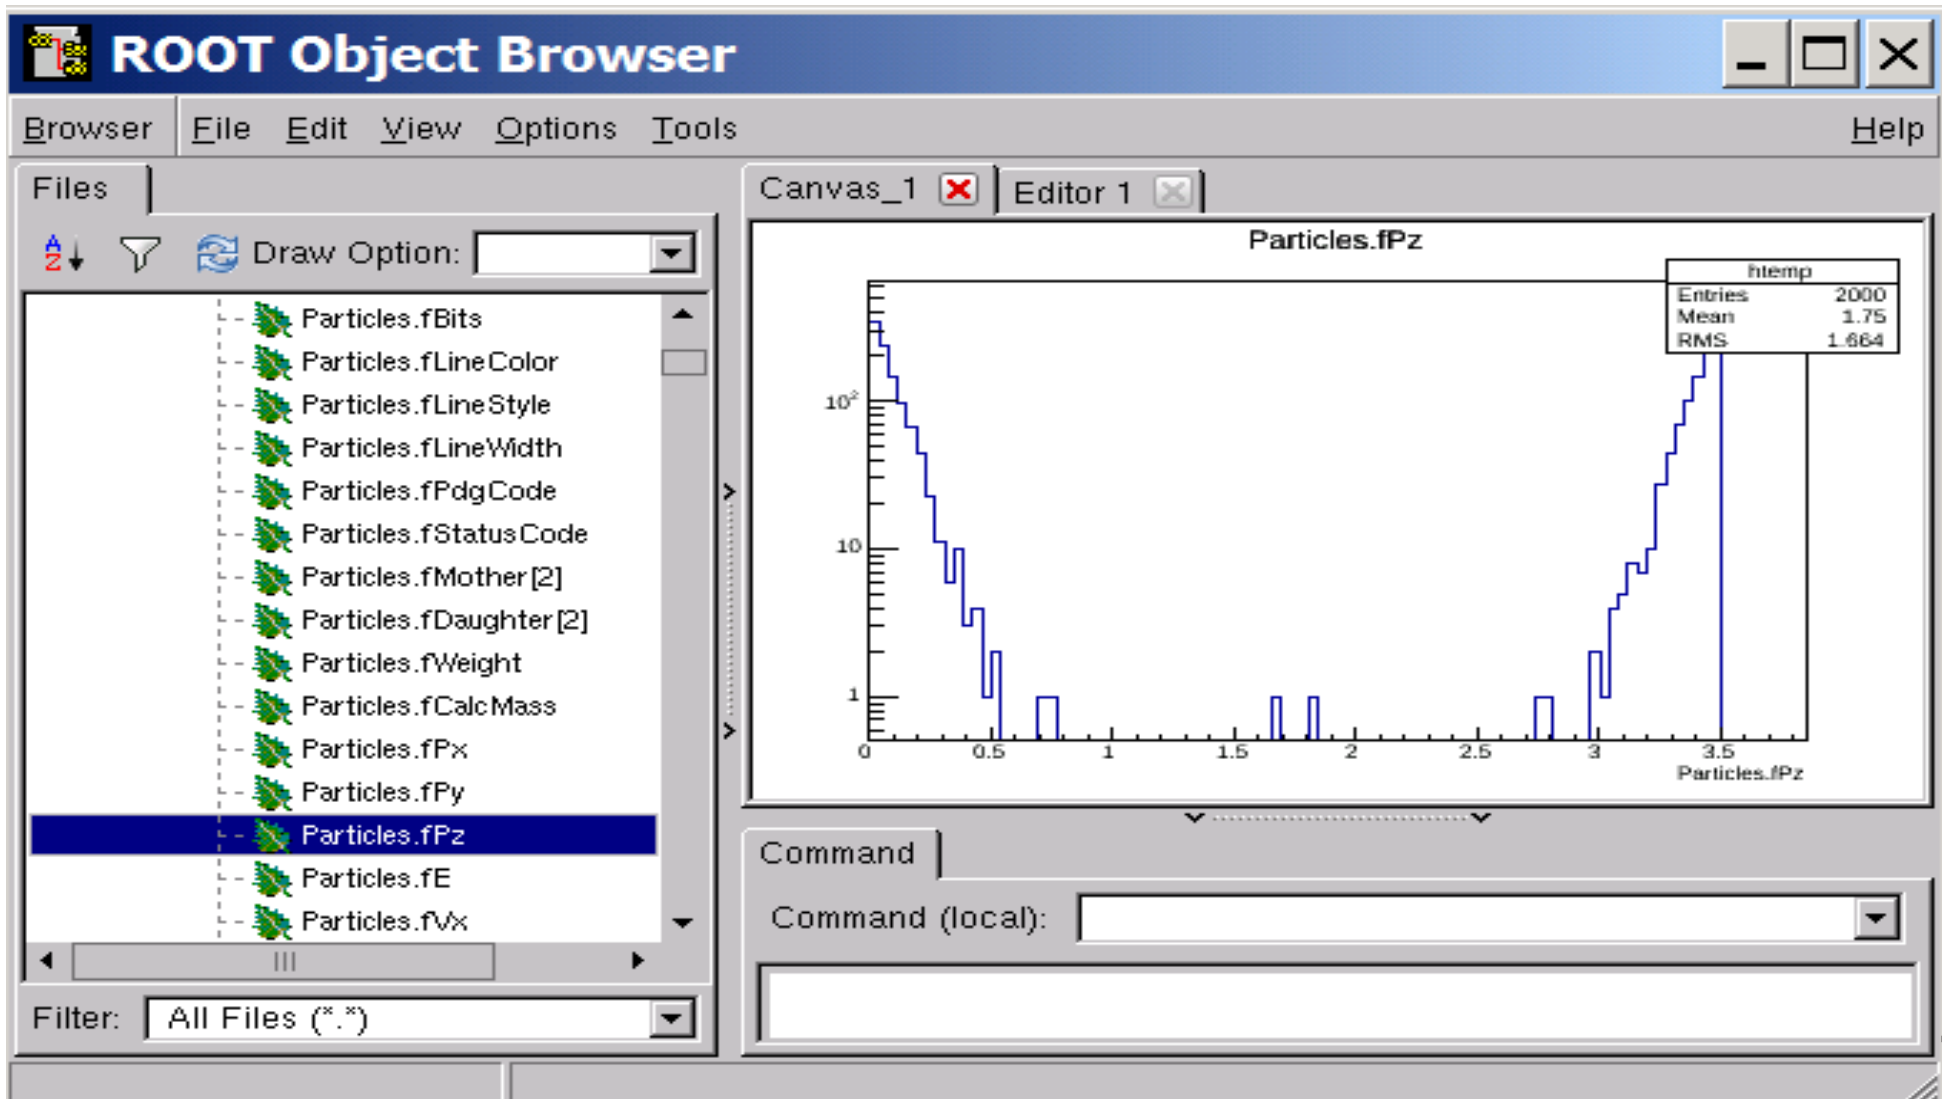 ROOT Object Browser
Browser File Edit View Options Tools Help
Files
Draw Option:
Particles.fBits
Particles.fLineColor
Particles.fLineStyle
Particles.fLineWidth
Particles.fPdgCode
Particles.fStatusCode
Particles.fMother[2]
Particles.fDaughter[2]
Particles.fWeight
Particles.fCalcMass
Particles.fPx
Particles.fPy
Particles.fPz
Particles.fE
Particles.fVx
Filter: All Files (*.*)
Canvas_1 Editor 1
Particles.fPz
htemp
Entries 2000
Mean 1.75
RMS 1.664
10²
10
1
0 0.5 1 1.5 2 2.5 3 3.5
Particles.fPz
Command
Command (local):